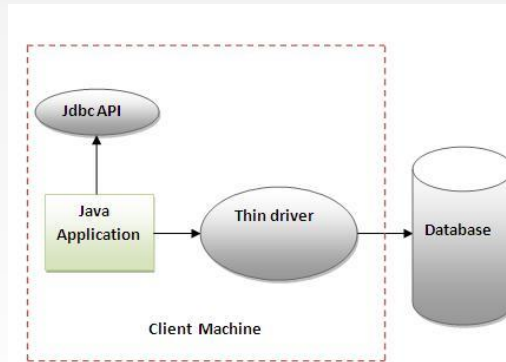 Jdbc API
Java
Application
Thin driver
Database
Client Machine